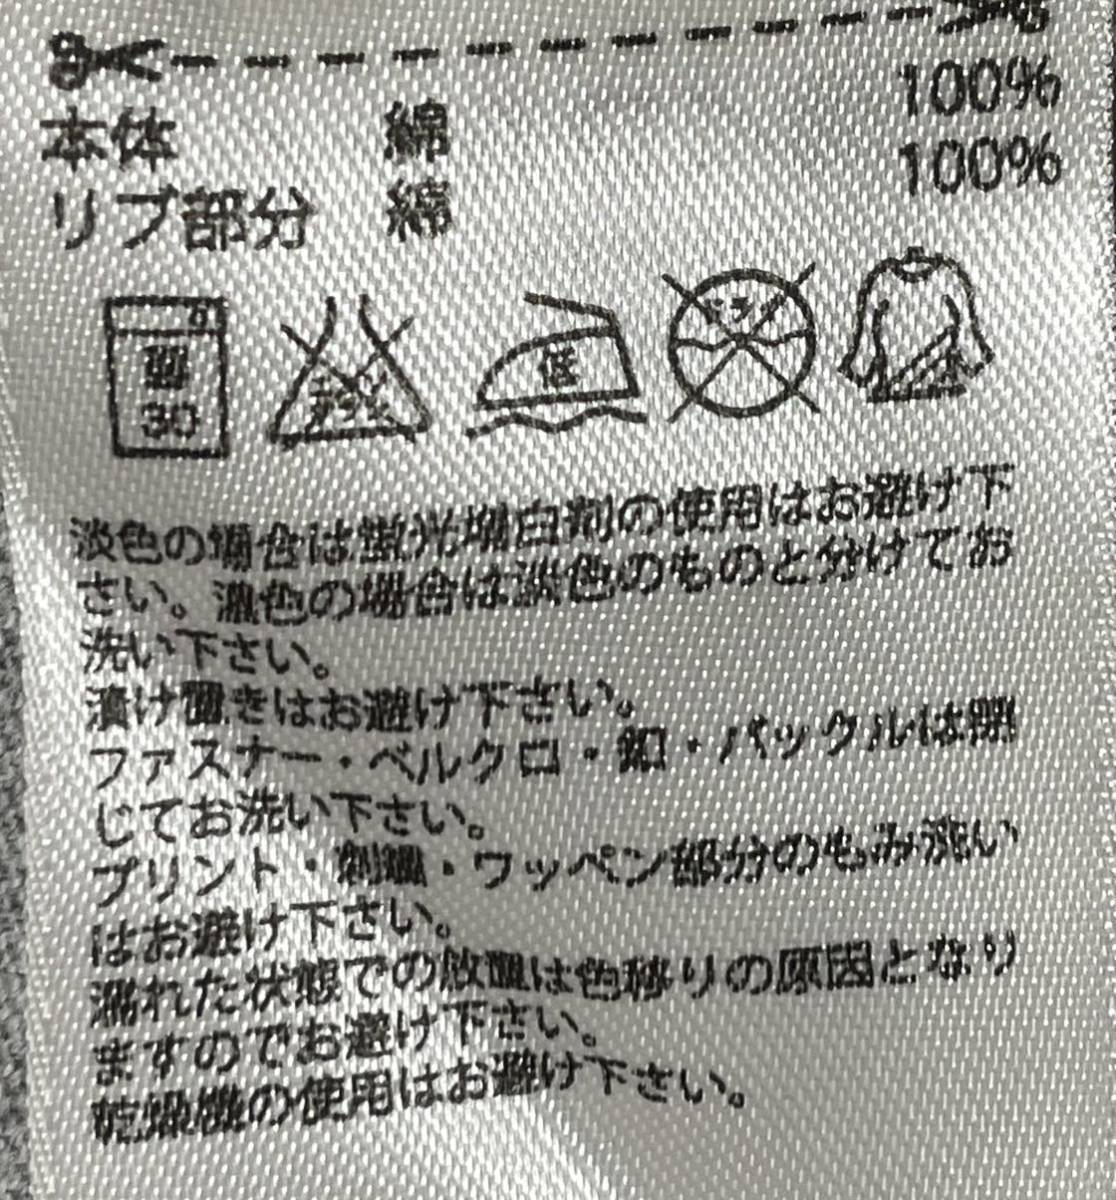 本体 綿 100%
リブ部分 綿 100%
30
低
淡色の場合は蛍光増白剤の使用はお避け下
さい。濃色の場合は淡色のものと分けてお
洗い下さい。
漬け置きはお避け下さい。
ファスナー・ベルクロ・釦・バックルは閉
じてお洗い下さい。
プリント・刺繍・ワッペン部分のもみ洗い
はお避け下さい。
濡れた状態での放置は色移りの原因となり
ますのでお避け下さい。
乾燥機の使用はお避け下さい。